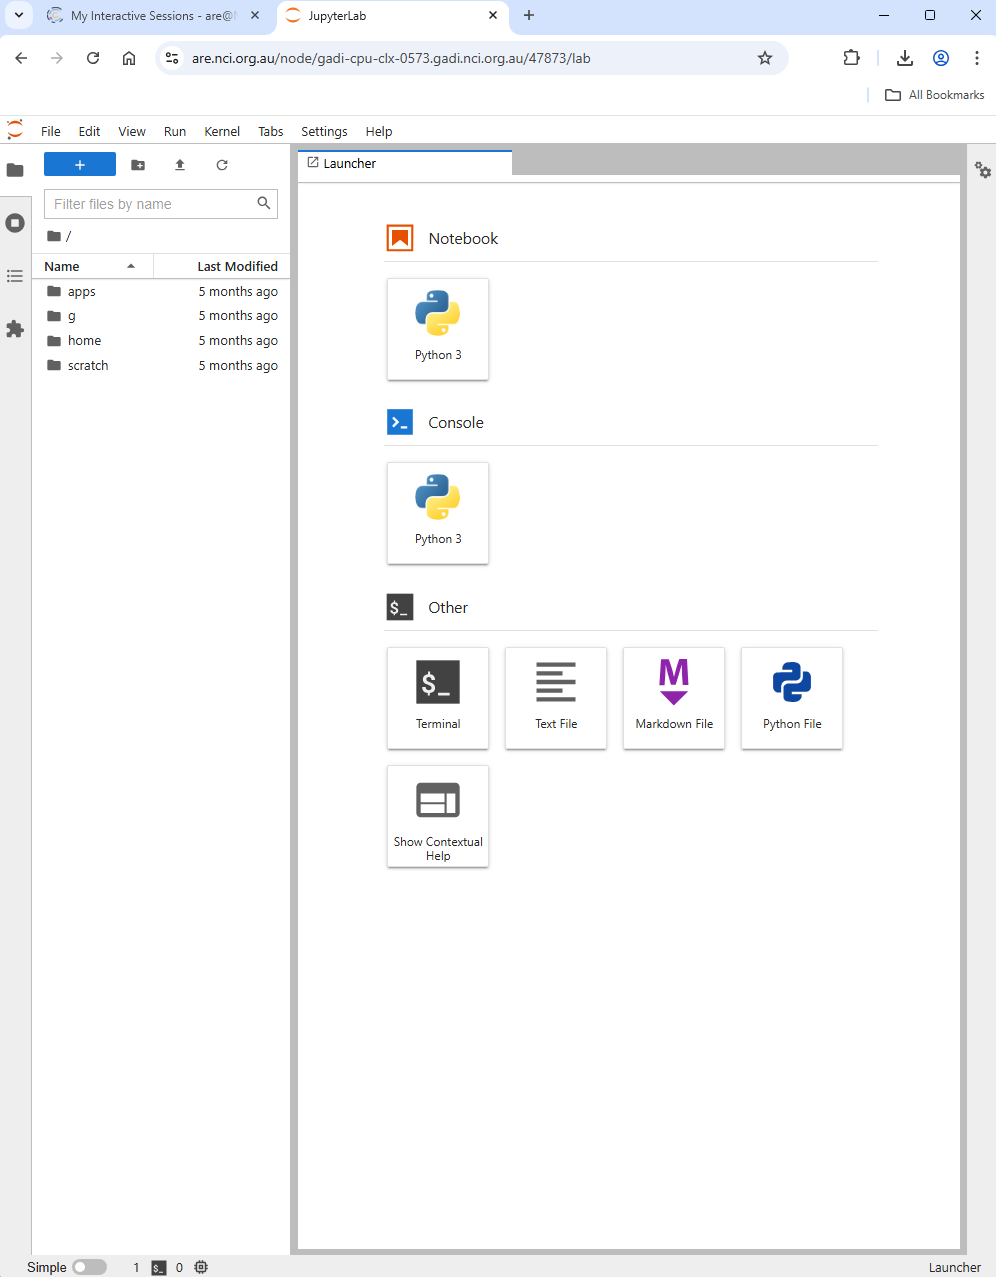 My Interactive Sessions - are@
JupyterLab
are.nci.org.au/node/gadi-cpu-clx-0573.gadi.nci.org.au/47873/lab
All Bookmarks
File Edit View Run Kernel Tabs Settings Help
Launcher
Filter files by name
/
Name Last Modified
apps 5 months ago
g 5 months ago
home 5 months ago
scratch 5 months ago
Notebook
Python 3
Console
Python 3
$_ Other
$_
Terminal
Text File
M
Markdown File
Python File
Show Contextual
Help
Simple 1 $_ 0 Launcher